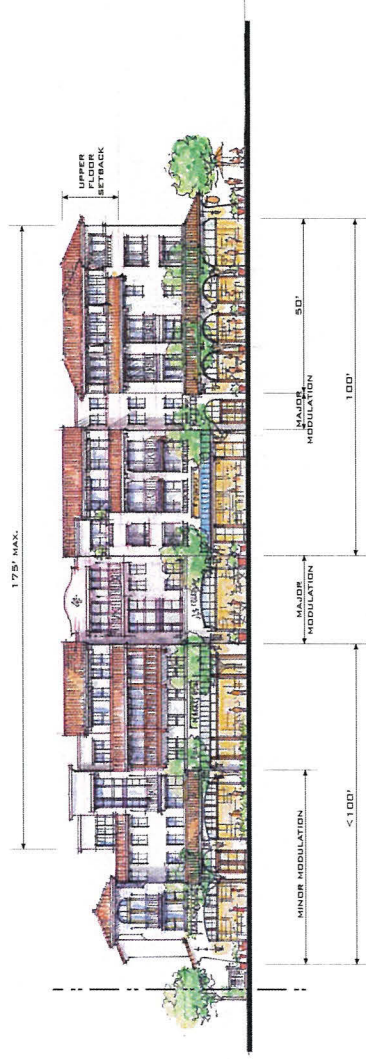 175' MAX.
UPPER
FLOOR
SETBACK
50'
MAJOR
MODULATION
100'
MAJOR
MODULATION
MINOR MODULATION
<100'